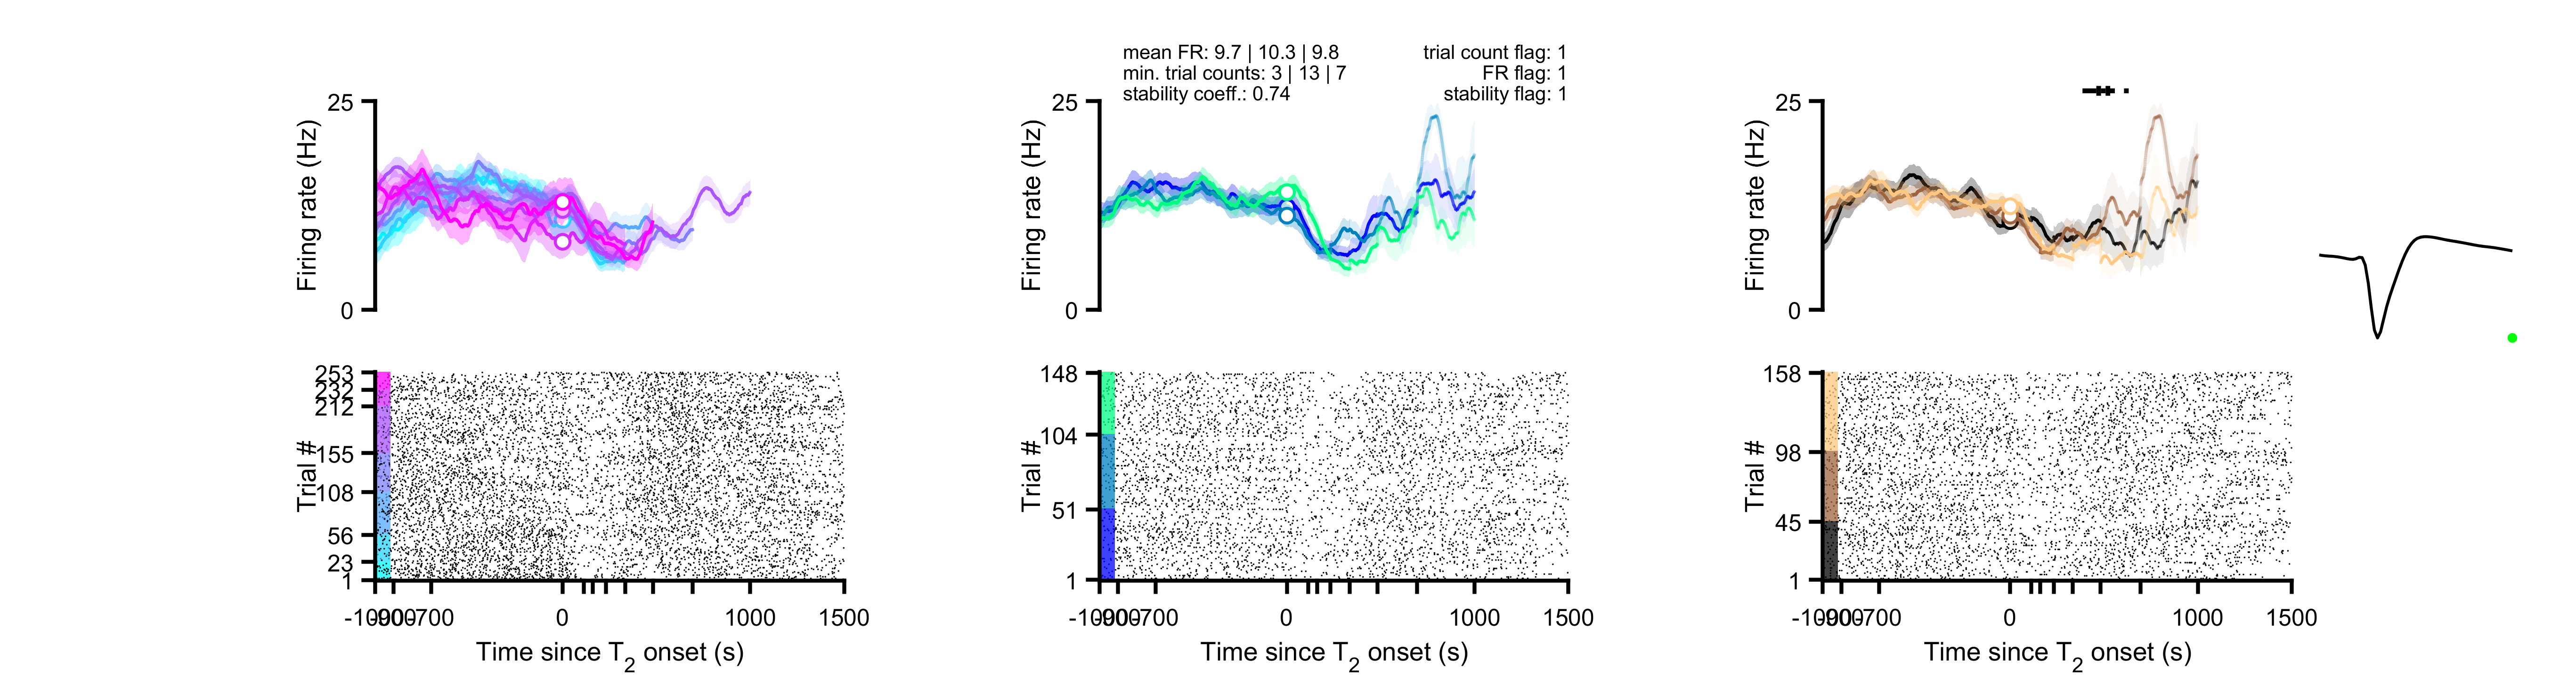 mean FR: 9.7 | 10.3 | 9.8
min. trial counts: 3 | 13 | 7
stability coeff.: 0.74
trial count flag: 1
FR flag: 1
stability flag: 1
25
Firing rate (Hz)
0
25
Firing rate (Hz)
0
25
Firing rate (Hz)
0
253
232
212
155
108
56
23
1
Trial #
148
104
51
1
Trial #
158
98
45
1
Trial #
-1000 -900 -700 0 1000 1500
Time since T2 onset (s)
-1000 -900 -700 0 1000 1500
Time since T2 onset (s)
-1000 -900 -700 0 1000 1500
Time since T2 onset (s)